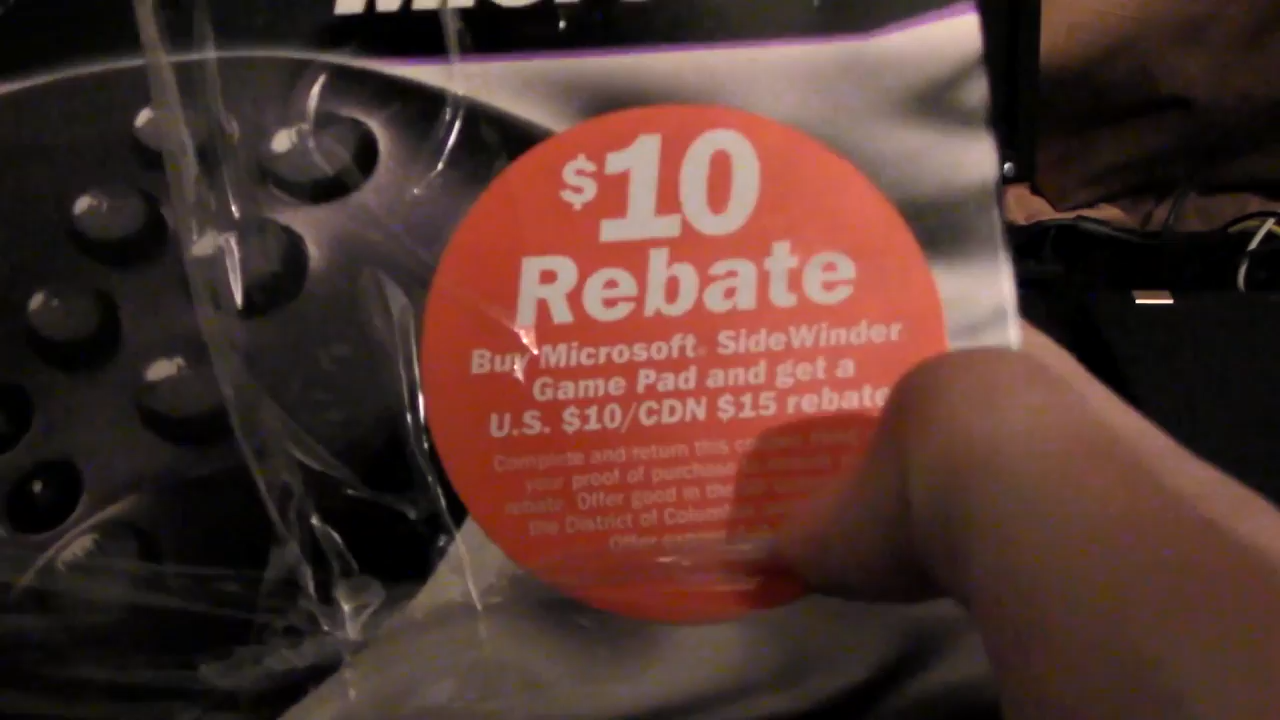 $10
Rebate
Buy Microsoft® SideWinder
Game Pad and get a
U.S. $10/CDN $15 rebate
Complete and return this
your proof of purchase
rebate. Offer good in the
the District of
Offer